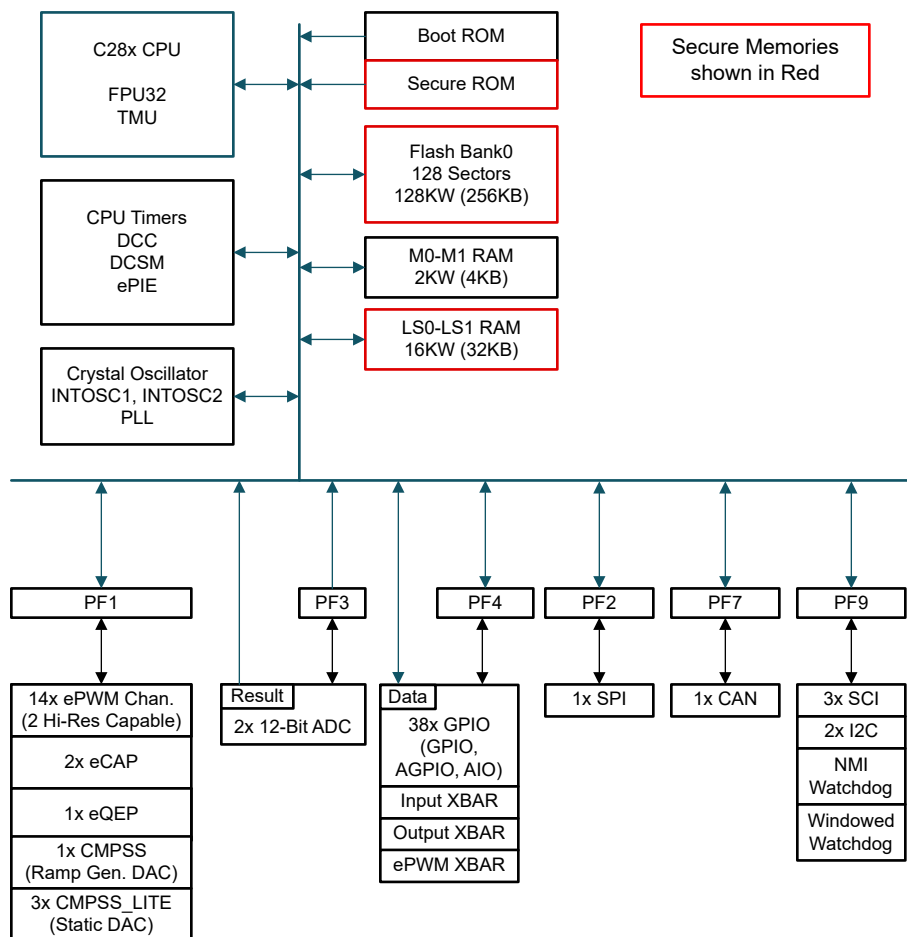 C28x CPU
FPU32
TMU
Boot ROM
Secure ROM
Secure Memories
shown in Red
Flash Bank0
128 Sectors
128KW (256KB)
CPU Timers
DCC
DCSM
ePIE
M0-M1 RAM
2KW (4KB)
LS0-LS1 RAM
16KW (32KB)
Crystal Oscillator
INTOSC1, INTOSC2
PLL
PF1
PF3
PF4
PF2
PF7
PF9
14x ePWM Chan.
(2 Hi-Res Capable)
2x eCAP
1x eQEP
1x CMPSS
(Ramp Gen. DAC)
3x CMPSS_LITE
(Static DAC)
Result
2x 12-Bit ADC
Data
38x GPIO
(GPIO,
AGPIO, AIO)
Input XBAR
Output XBAR
ePWM XBAR
1x SPI
1x CAN
3x SCI
2x I2C
NMI
Watchdog
Windowed
Watchdog